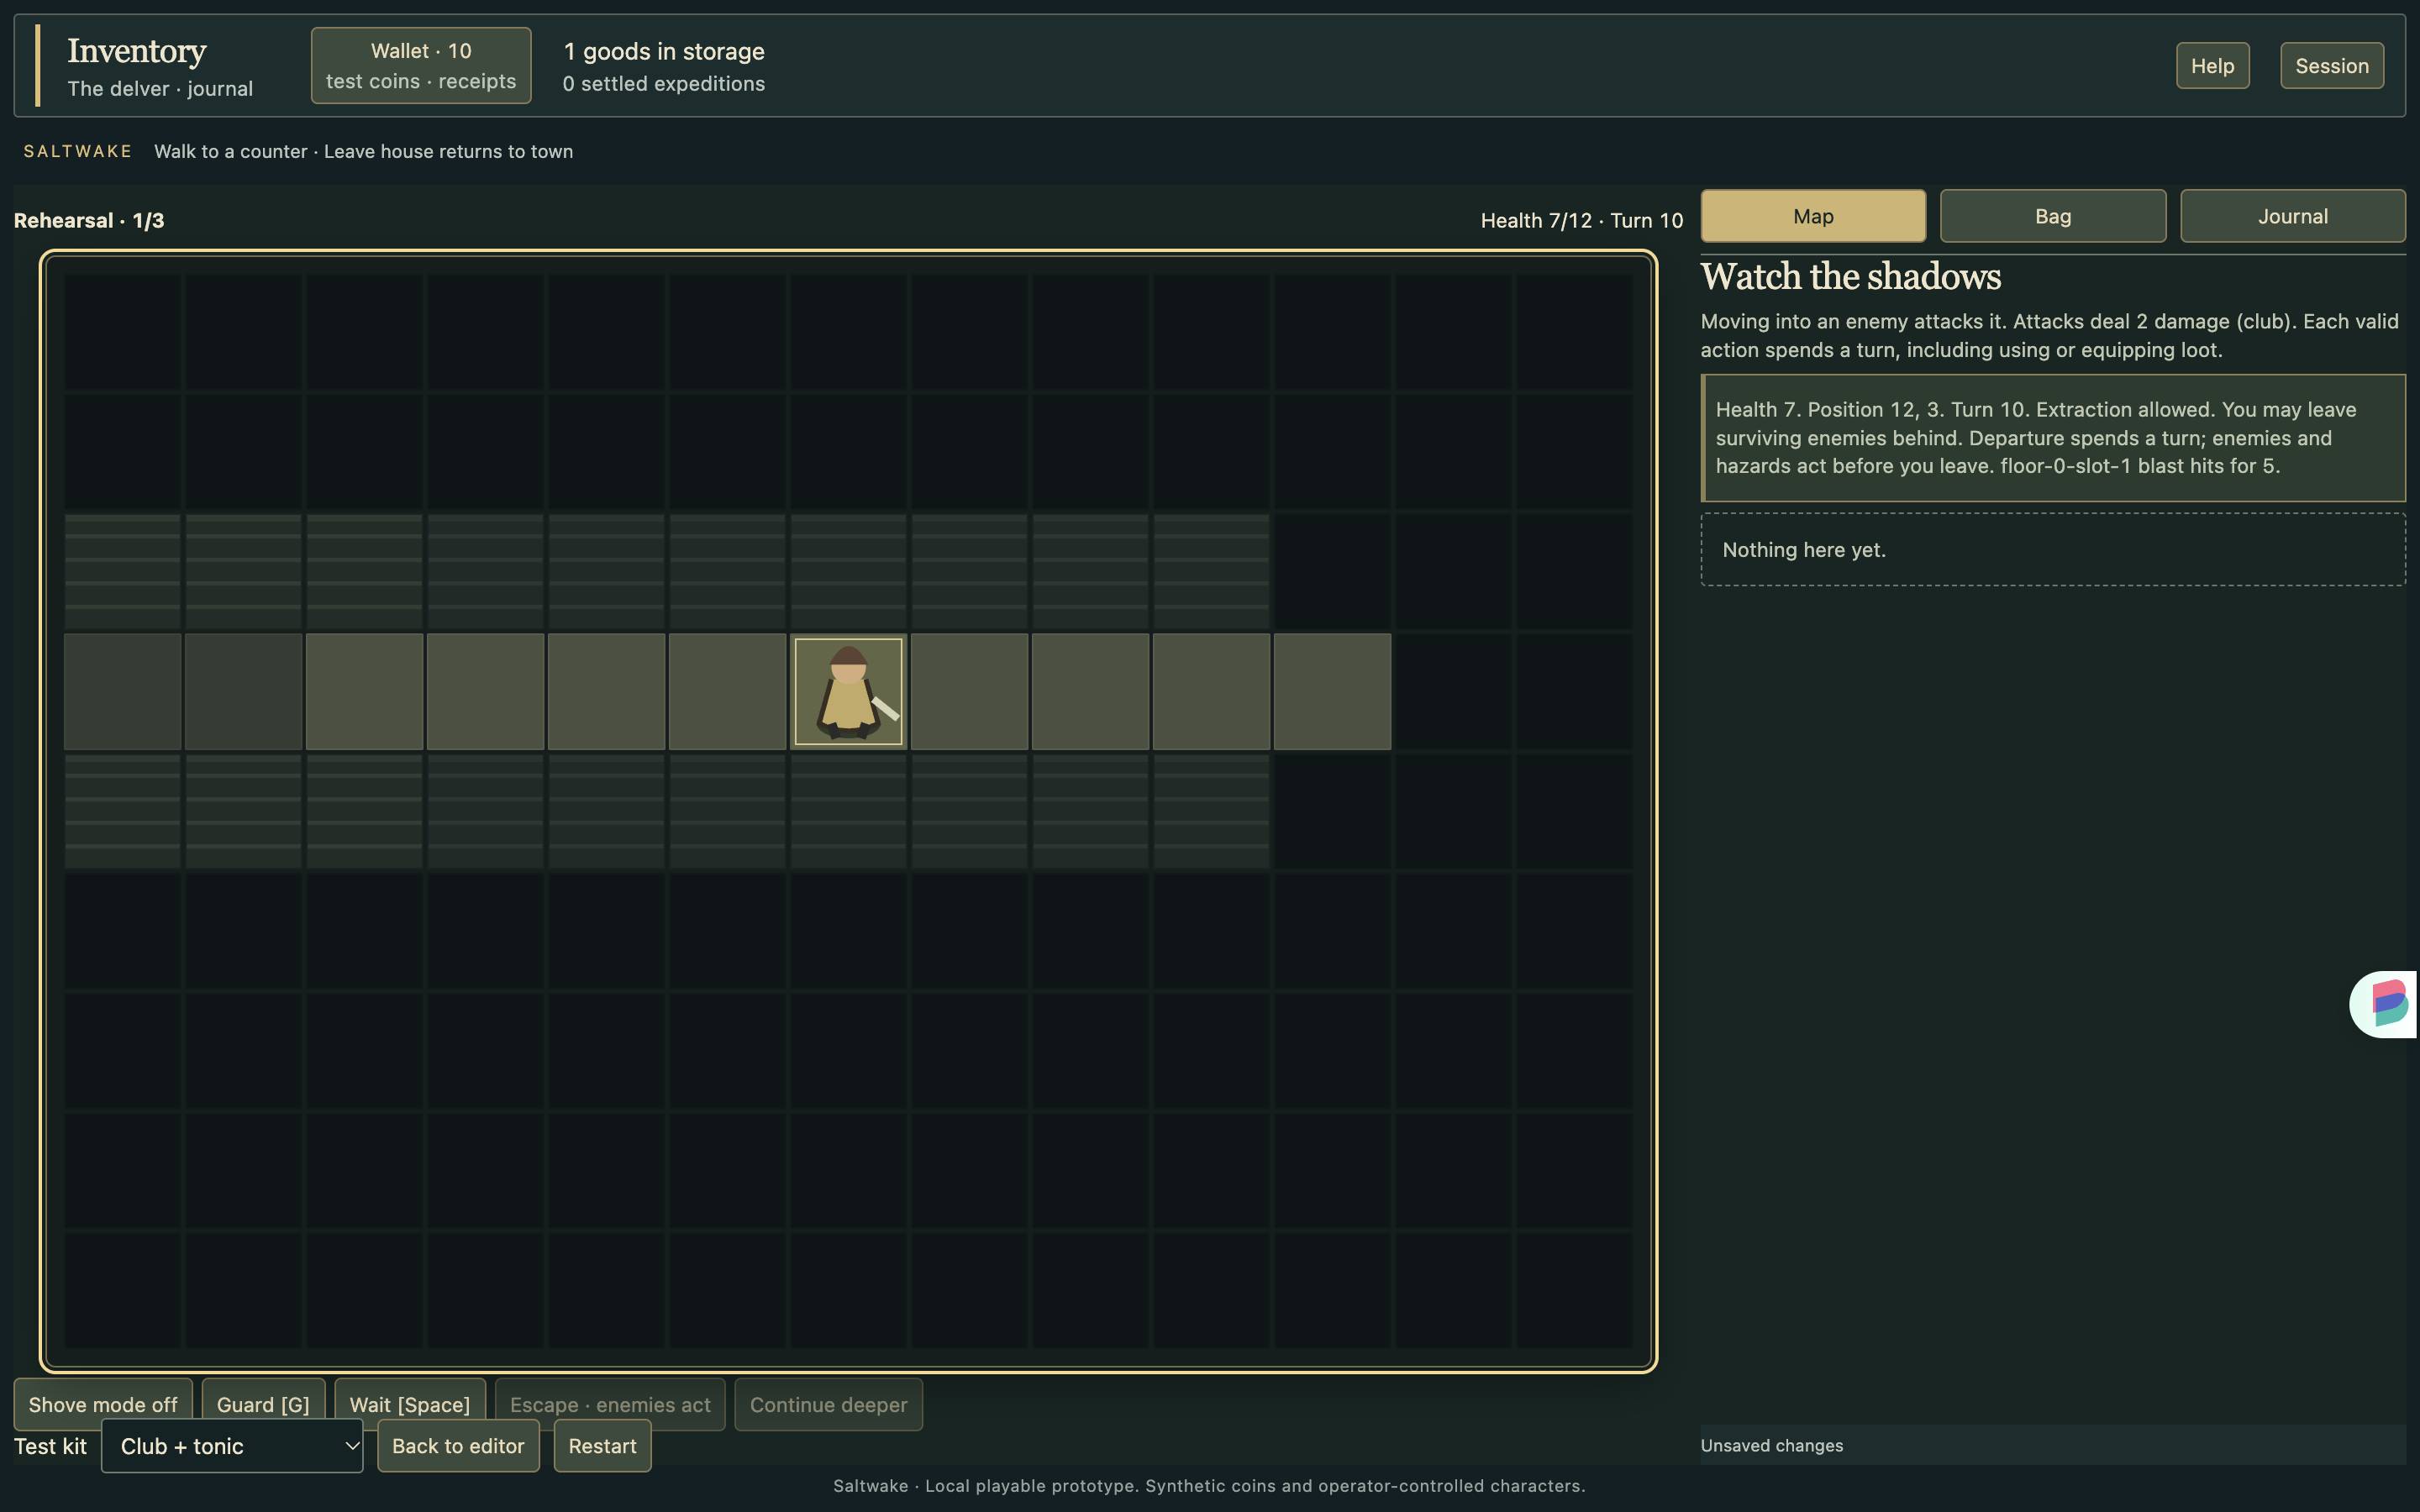 Inventory
The delver · journal
Wallet · 10
test coins · receipts
1 goods in storage
0 settled expeditions
Help
Session
SALTWAKE Walk to a counter · Leave house returns to town
Rehearsal · 1/3
Health 7/12 · Turn 10
Map
Bag
Journal
Watch the shadows
Moving into an enemy attacks it. Attacks deal 2 damage (club). Each valid
action spends a turn, including using or equipping loot.
Health 7. Position 12, 3. Turn 10. Extraction allowed. You may leave
surviving enemies behind. Departure spends a turn; enemies and
hazards act before you leave. floor-0-slot-1 blast hits for 5.
Nothing here yet.
Shove mode off
Guard [G]
Wait [Space]
Escape · enemies act
Continue deeper
Test kit
Club + tonic
Back to editor
Restart
Unsaved changes
Saltwake · Local playable prototype. Synthetic coins and operator-controlled characters.